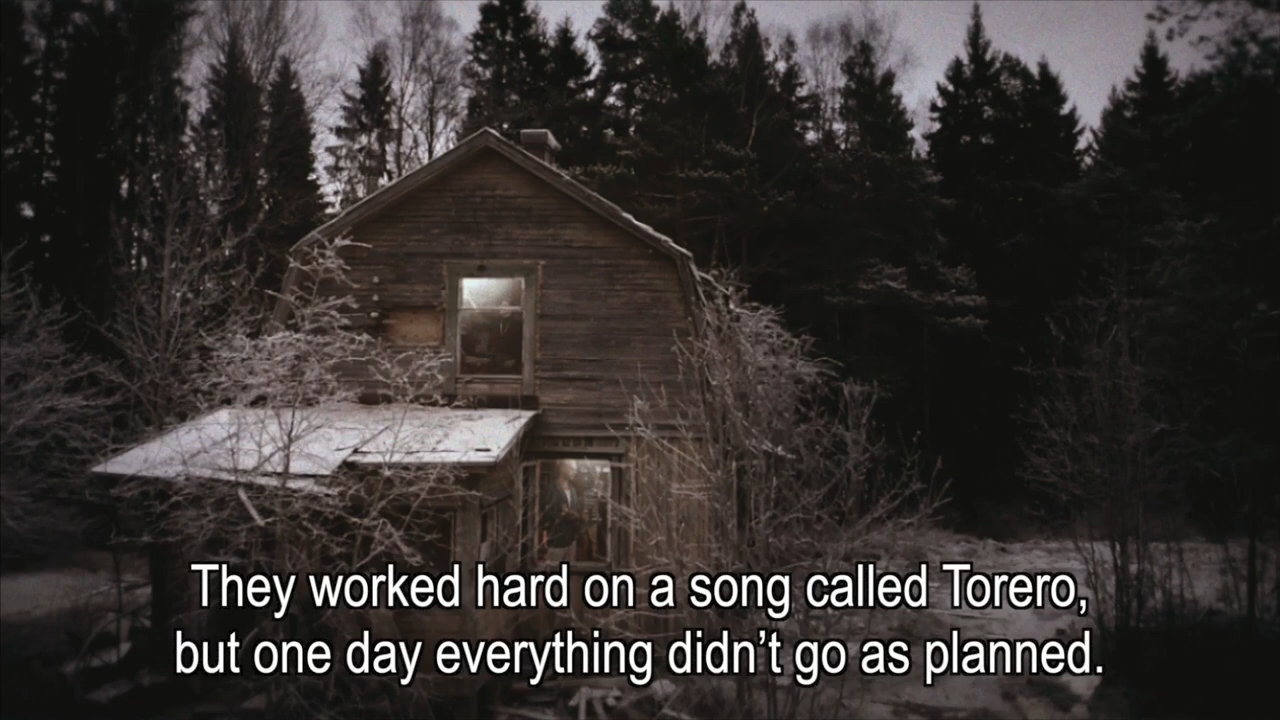 They worked hard on a song called Torero,
but one day everything didn’t go as planned.